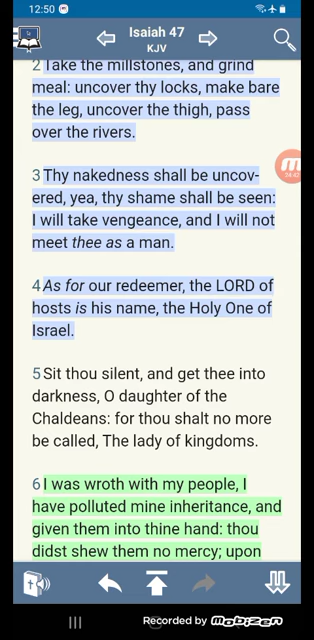 12:50
Isaiah 47
KJV
2 Take the millstones, and grind
meal: uncover thy locks, make bare
the leg, uncover the thigh, pass
over the rivers.
3 Thy nakedness shall be uncov-
ered, yea, thy shame shall be seen:
I will take vengeance, and I will not
meet thee as a man.
4 As for our redeemer, the LORD of
hosts is his name, the Holy One of
Israel.
5 Sit thou silent, and get thee into
darkness, O daughter of the
Chaldeans: for thou shalt no more
be called, The lady of kingdoms.
6 I was wroth with my people, I
have polluted mine inheritance, and
given them into thine hand: thou
didst shew them no mercy; upon
Recorded by mobizen